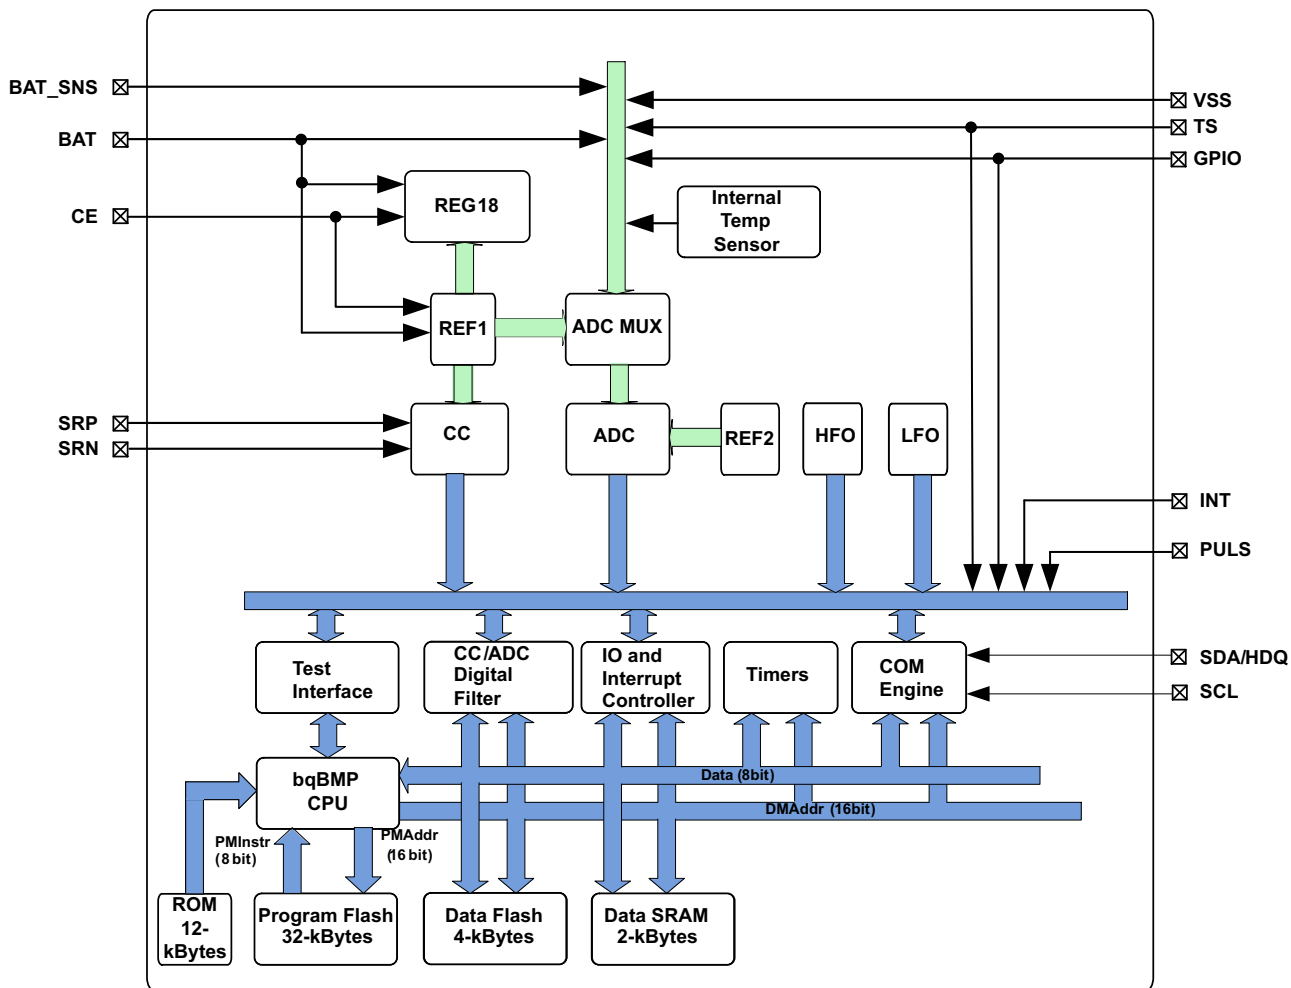 BAT_SNS
VSS
TS
BAT
GPIO
REG18
Internal
Temp
Sensor
CE
REF1
ADC MUX
SRP
SRN
CC
ADC
REF2
HFO
LFO
INT
PULS
Test
Interface
CC/ADC
Digital
Filter
IO and
Interrupt
Controller
Timers
COM
Engine
SDA/HDQ
SCL
bqBMP
CPU
Data (8bit)
DMAddr (16bit)
PMInstr
(8 bit)
PMAddr
(16 bit)
ROM
12-
kBytes
Program Flash
32-kBytes
Data Flash
4-kBytes
Data SRAM
2-kBytes